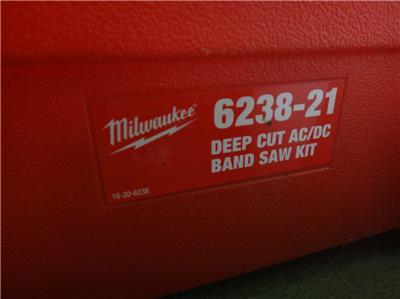 Milwaukee
6238-21
DEEP CUT AC/DC
BAND SAW KIT
10-20-6238